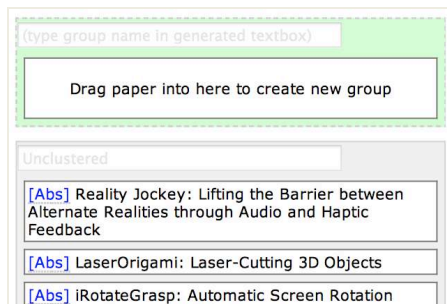 (type group name in generated textbox)
Drag paper into here to create new group
Unclustered
[Abs] Reality Jockey: Lifting the Barrier between
Alternate Realities through Audio and Haptic
Feedback
[Abs] LaserOrigami: Laser-Cutting 3D Objects
[Abs] iRotateGrasp: Automatic Screen Rotation